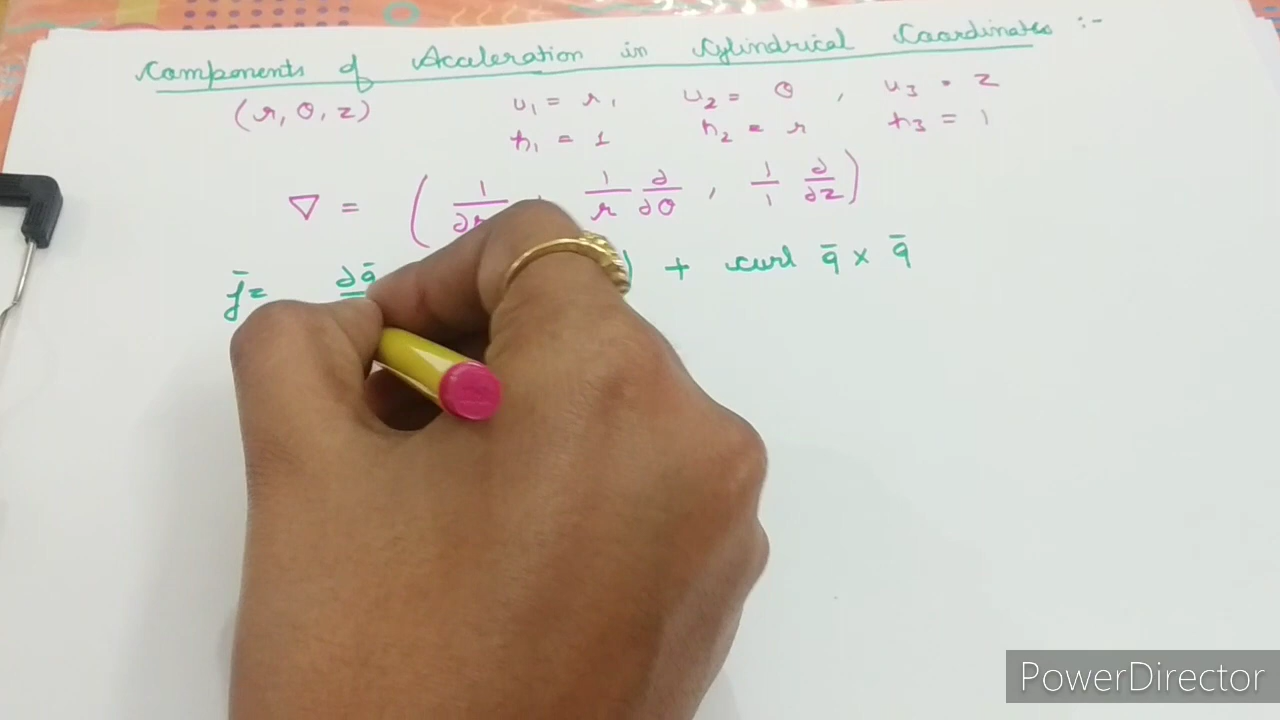 Components of Acceleration in Cylindrical Coordinates :-
(r, θ, z) u₁ = r, u₂ = θ , u₃ = z
h₁ = 1 h₂ = r h₃ = 1
∇ = ( 1/∂r , 1/r ∂/∂θ , 1/1 ∂/∂z )
f̄ = ∂q̄ ) + curl q̄ × q̄
PowerDirector